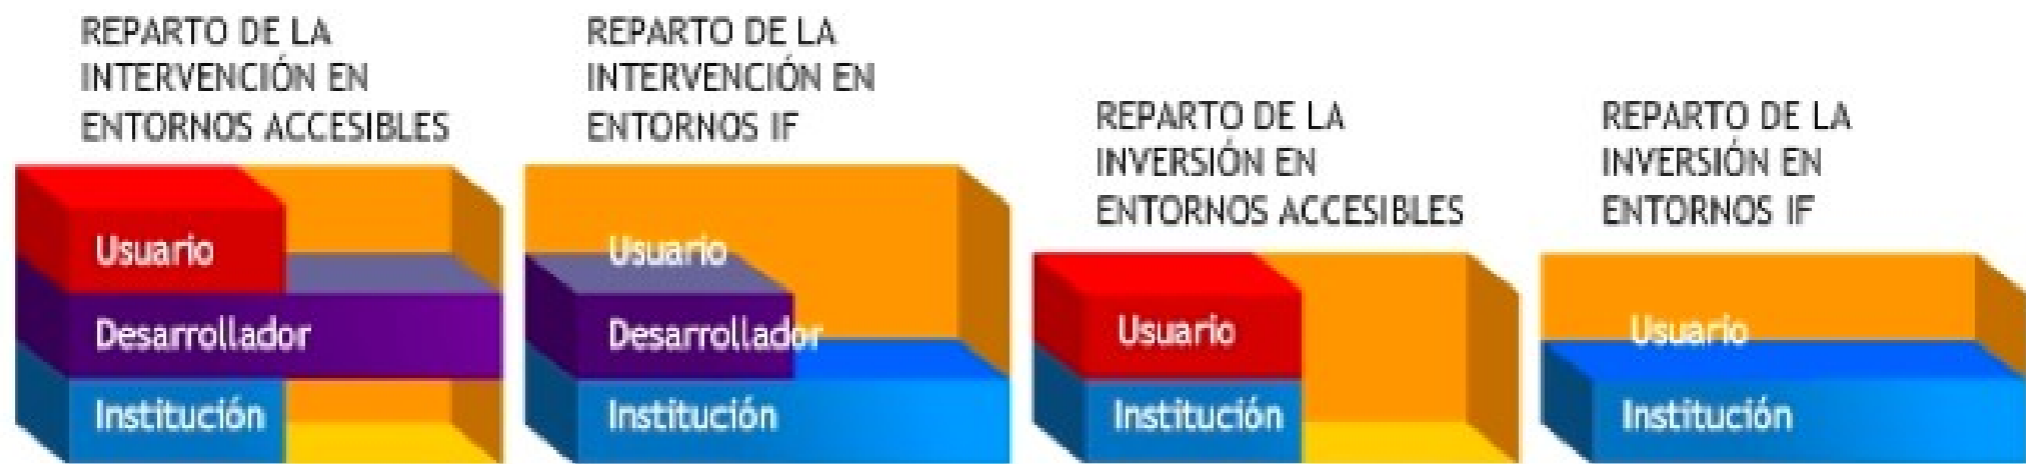 REPARTO DE LA
INTERVENCIÓN EN
ENTORNOS ACCESIBLES
Usuario
Desarrollador
Institución
REPARTO DE LA
INTERVENCIÓN EN
ENTORNOS IF
Usuario
Desarrollador
Institución
REPARTO DE LA
INVERSIÓN EN
ENTORNOS ACCESIBLES
Usuario
Institución
REPARTO DE LA
INVERSIÓN EN
ENTORNOS IF
Usuario
Institución